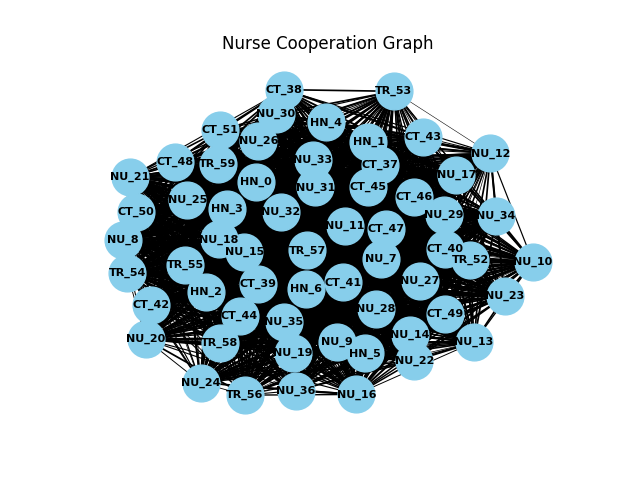 Nurse Cooperation Graph
CT_38
TR_53
NU_30
HN_4
CT_51
CT_43
NU_26
HN_1
NU_12
CT_48
TR_59
NU_33
CT_37
NU_21
NU_17
HN_0
NU_31
CT_45
CT_46
NU_25
CT_50
HN_3
NU_32
NU_29
NU_34
NU_11
CT_47
NU_8
NU_18
NU_15
TR_57
CT_40
NU_7
TR_52
NU_10
TR_54
TR_55
CT_39
HN_6
CT_41
NU_27
HN_2
NU_23
CT_42
NU_28
CT_44
NU_35
CT_49
NU_20
TR_58
NU_14
NU_9
NU_13
NU_19
HN_5
NU_22
NU_24
TR_56
NU_36
NU_16